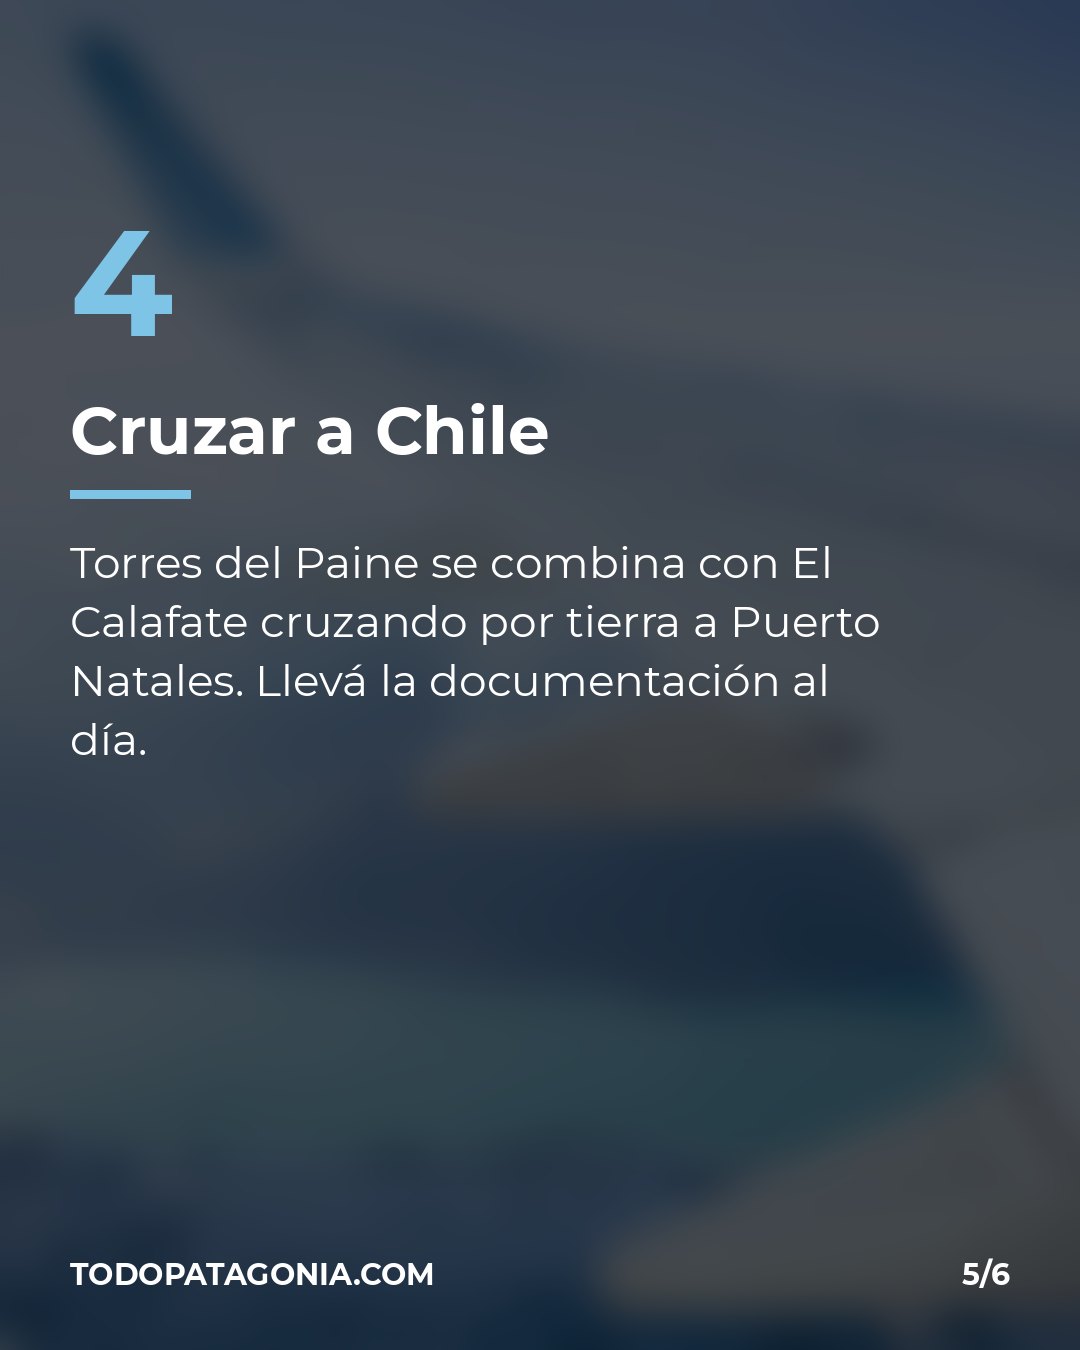 4
Cruzar a Chile
Torres del Paine se combina con El
Calafate cruzando por tierra a Puerto
Natales. Llevá la documentación al
día.
TODOPATAGONIA.COM
5/6